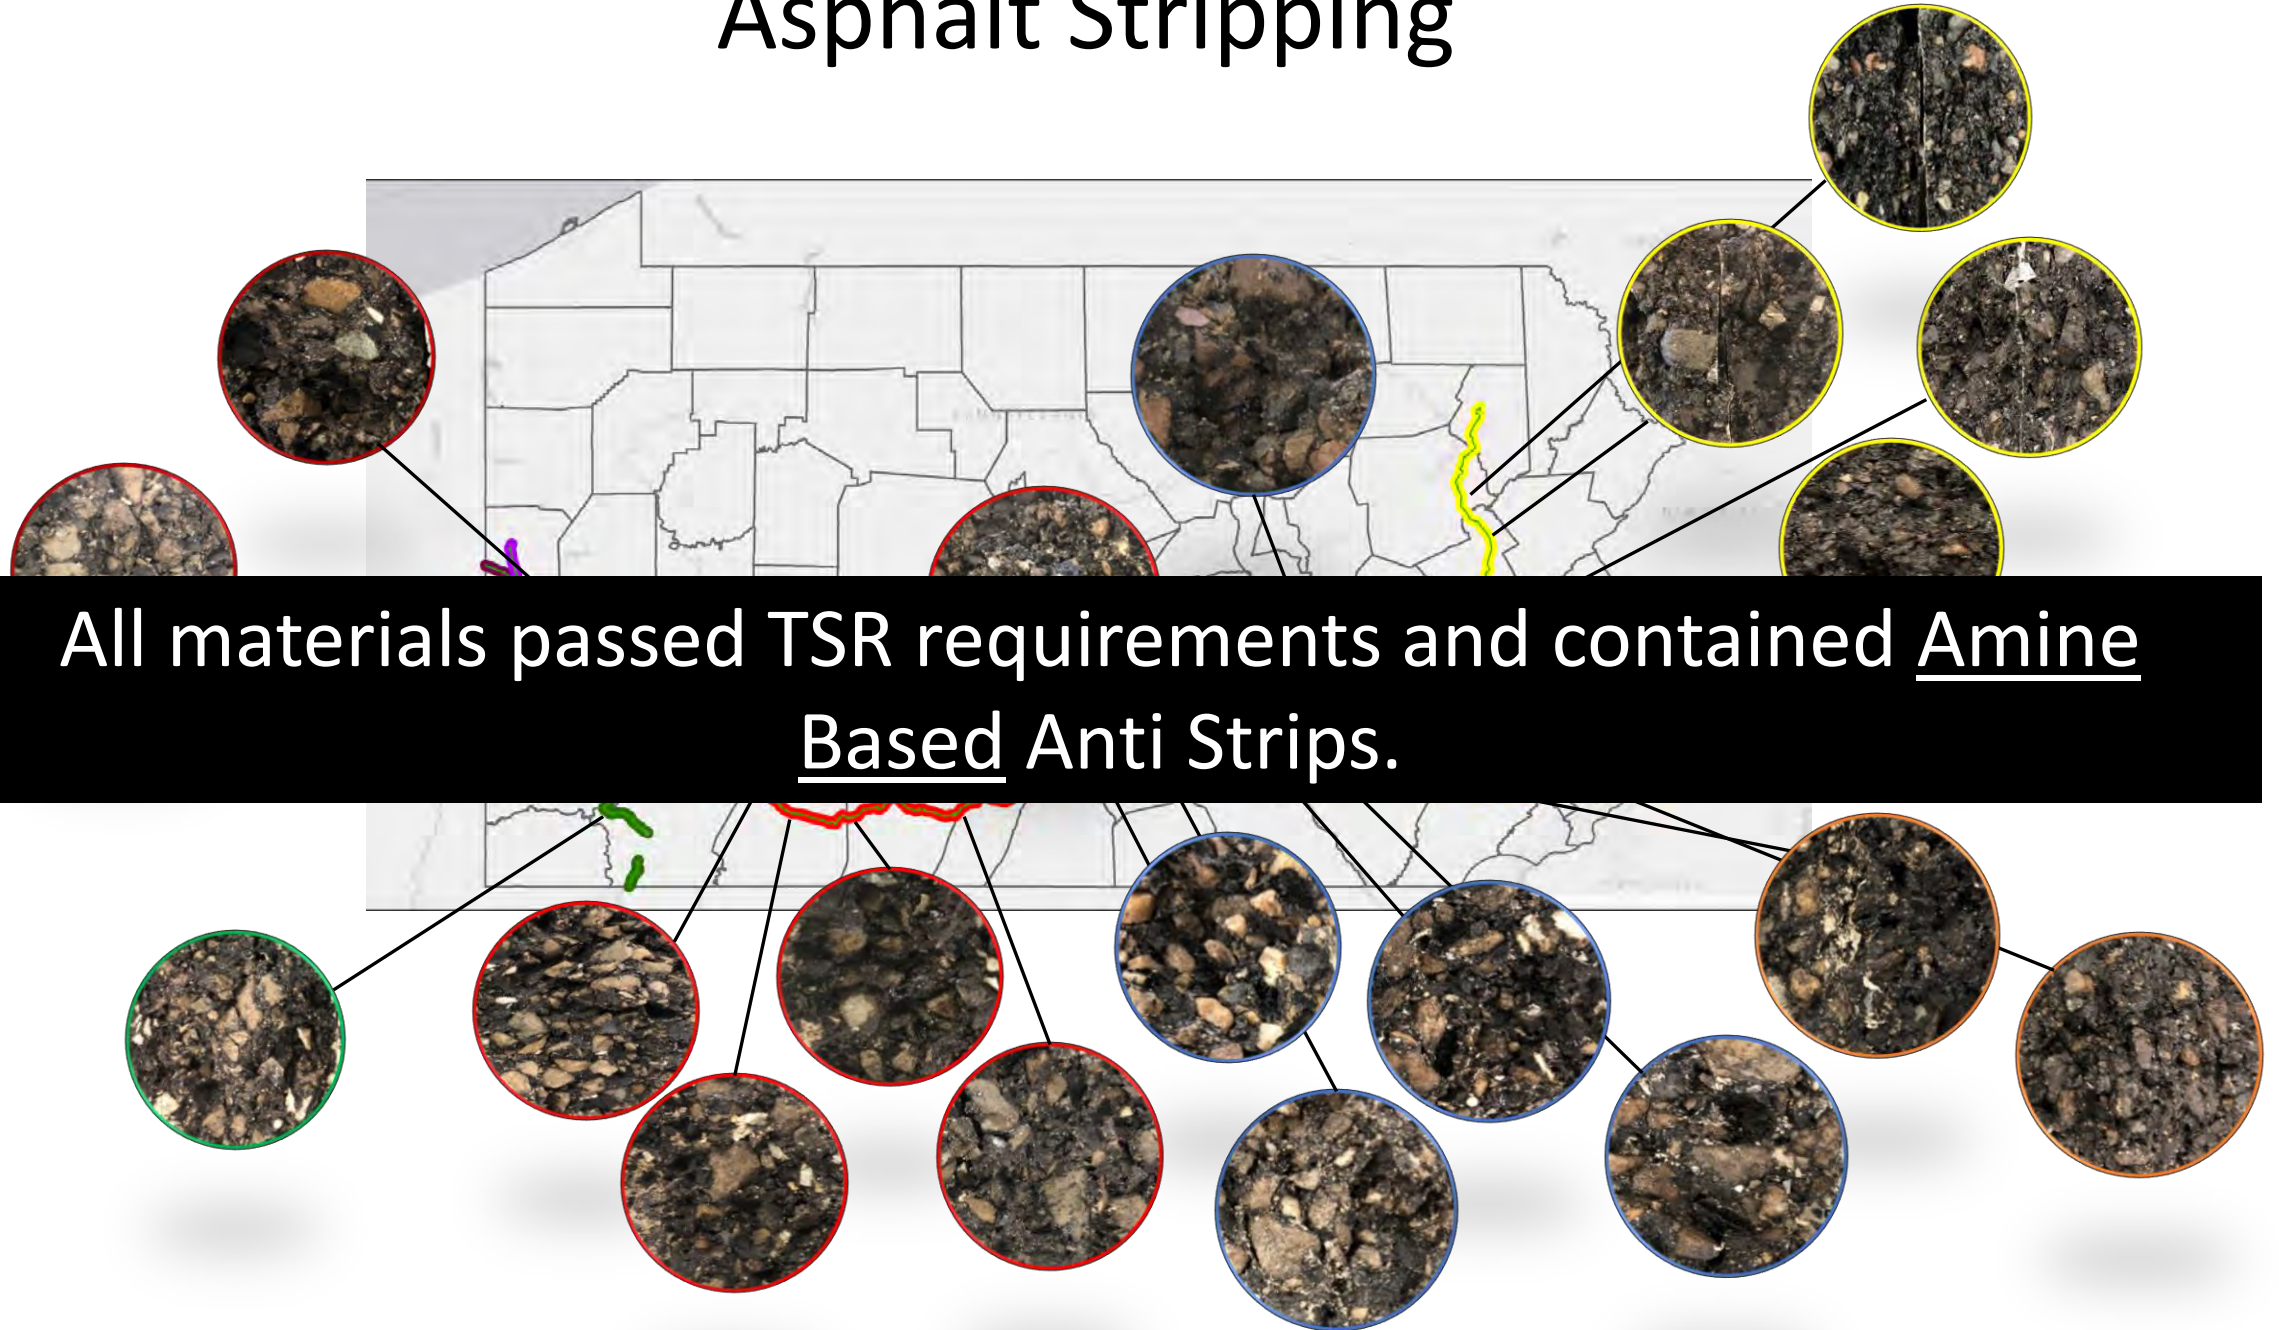 Asphalt Stripping
All materials passed TSR requirements and contained Amine
Based Anti Strips.